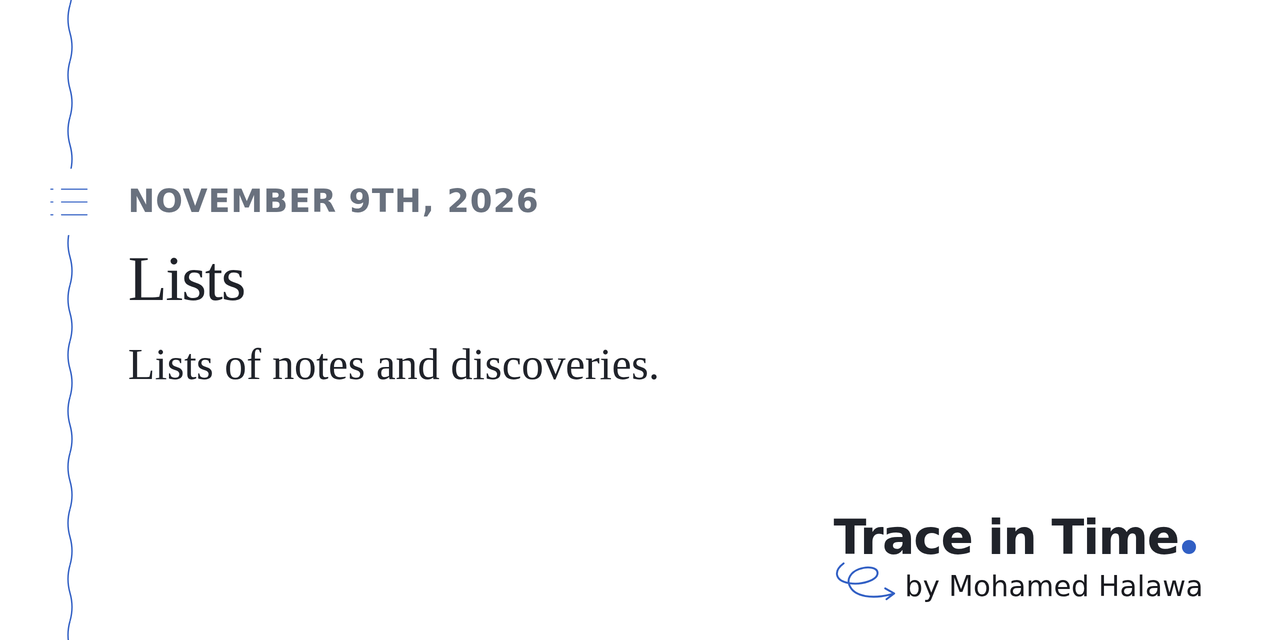 NOVEMBER 9TH, 2026
Lists
Lists of notes and discoveries.
Trace in Time.
by Mohamed Halawa